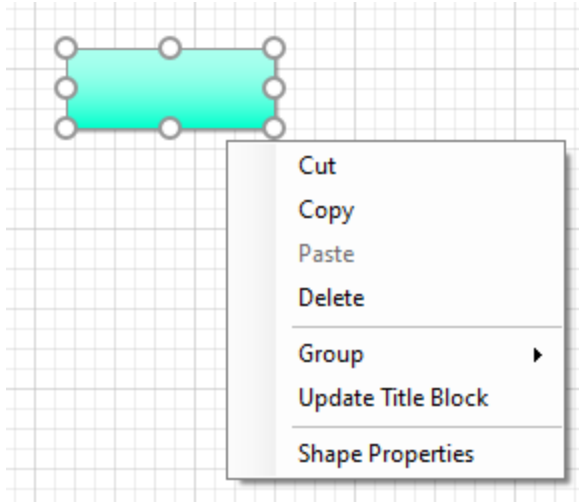 Cut
Copy
Paste
Delete
Group
Update Title Block
Shape Properties